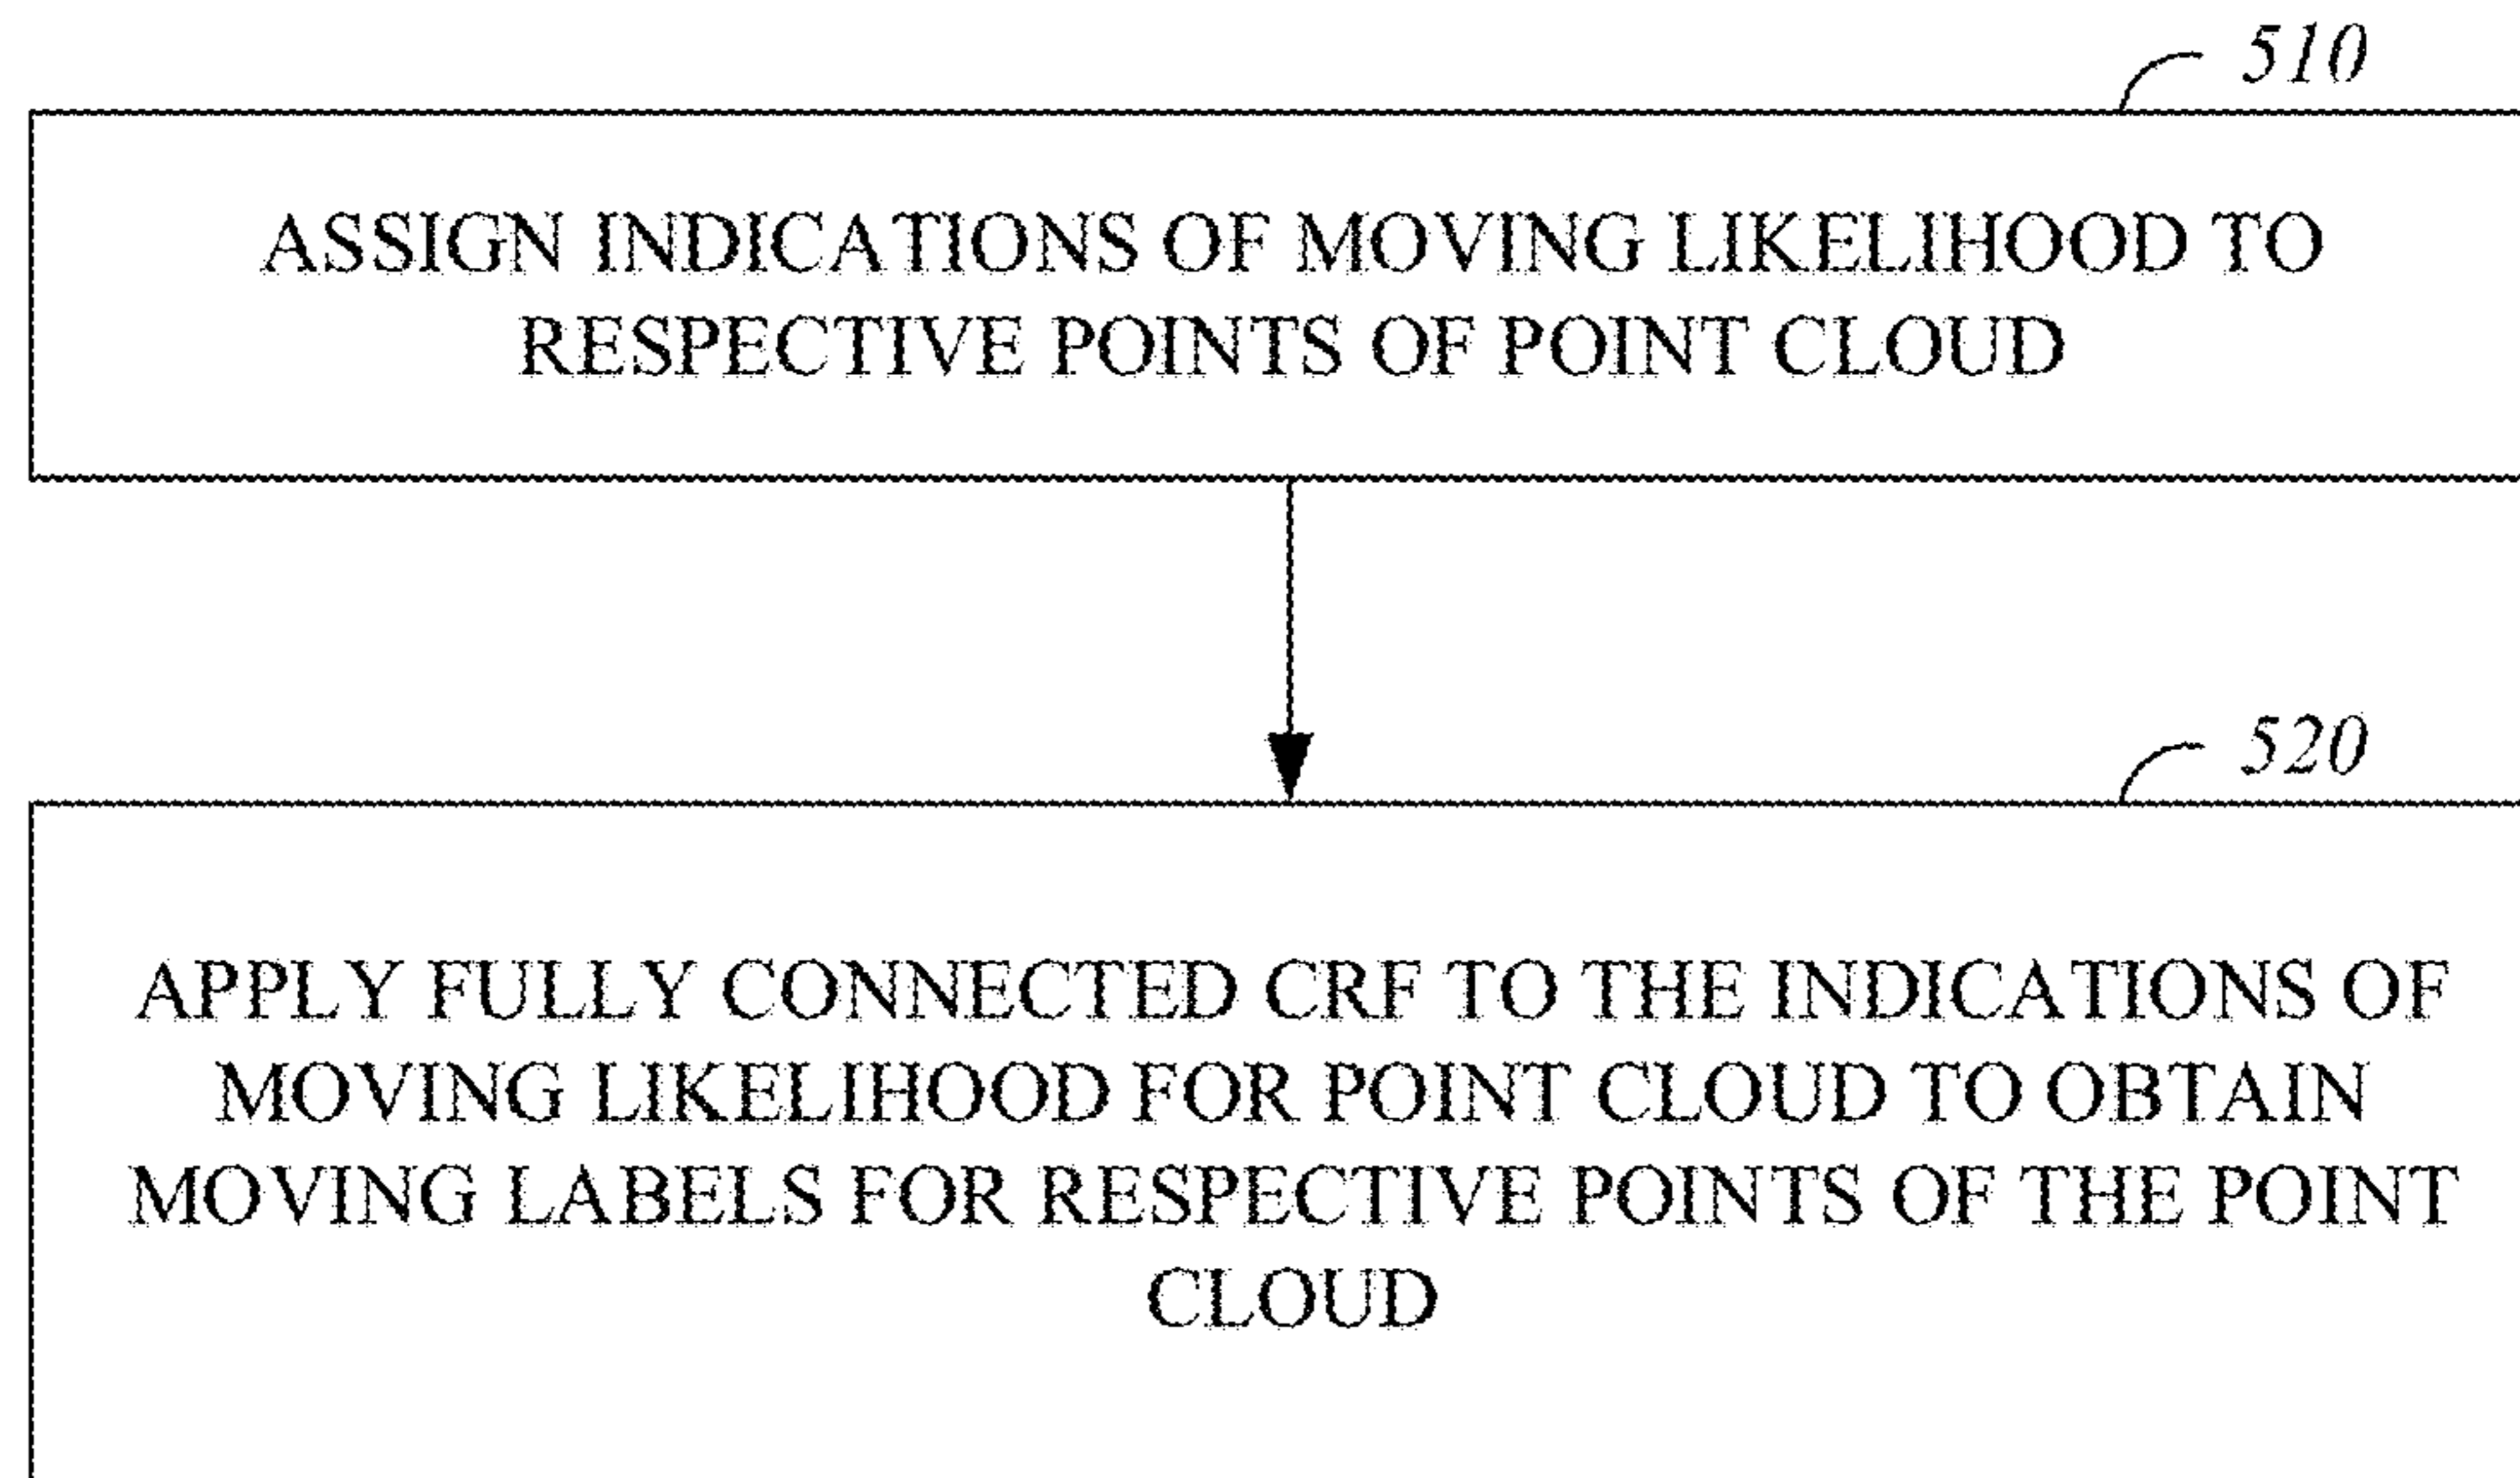 510
ASSIGN INDICATIONS OF MOVING LIKELIHOOD TO
RESPECTIVE POINTS OF POINT CLOUD
520
APPLY FULLY CONNECTED CRF TO THE INDICATIONS OF
MOVING LIKELIHOOD FOR POINT CLOUD TO OBTAIN
MOVING LABELS FOR RESPECTIVE POINTS OF THE POINT
CLOUD